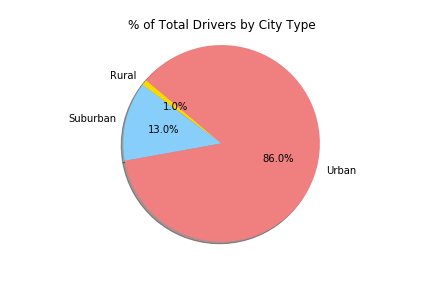 % of Total Drivers by City Type
Rural
1.0%
Suburban
13.0%
86.0%
Urban